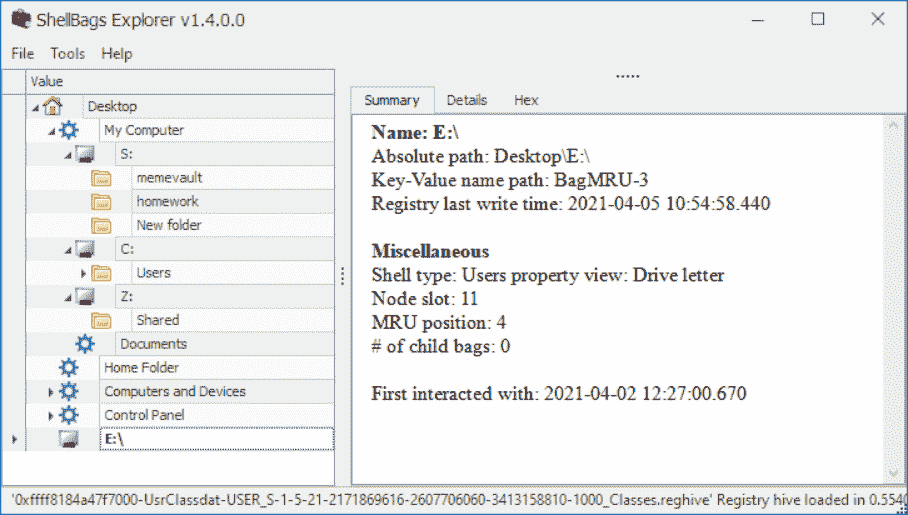 ShellBags Explorer v1.4.0.0
File Tools Help
Value
Desktop
My Computer
S:
memevault
homework
New folder
C:
Users
Z:
Shared
Documents
Home Folder
Computers and Devices
Control Panel
E:\
Summary Details Hex
Name: E:\
Absolute path: Desktop\E:\
Key-Value name path: BagMRU-3
Registry last write time: 2021-04-05 10:54:58.440
Miscellaneous
Shell type: Users property view: Drive letter
Node slot: 11
MRU position: 4
# of child bags: 0
First interacted with: 2021-04-02 12:27:00.670
'0xffff8184a47f7000-UsrClassdat-USER_S-1-5-21-2171869616-2607706060-3413158810-1000_Classes.reghive' Registry hive loaded in 0.5540